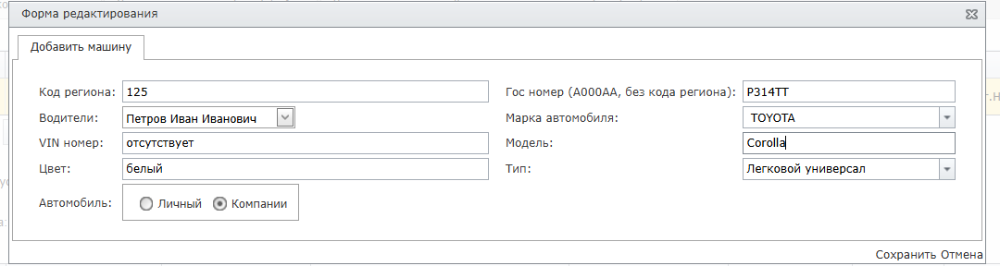 Форма редактирования
Добавить машину
Код региона: 125 Гос номер (А000АА, без кода региона): Р314ТТ
Водители: Петров Иван Иванович Марка автомобиля: TOYOTA
VIN номер: отсутствует Модель: Corolla
Цвет: белый Тип: Легковой универсал
Автомобиль: Личный Компании
Сохранить Отмена